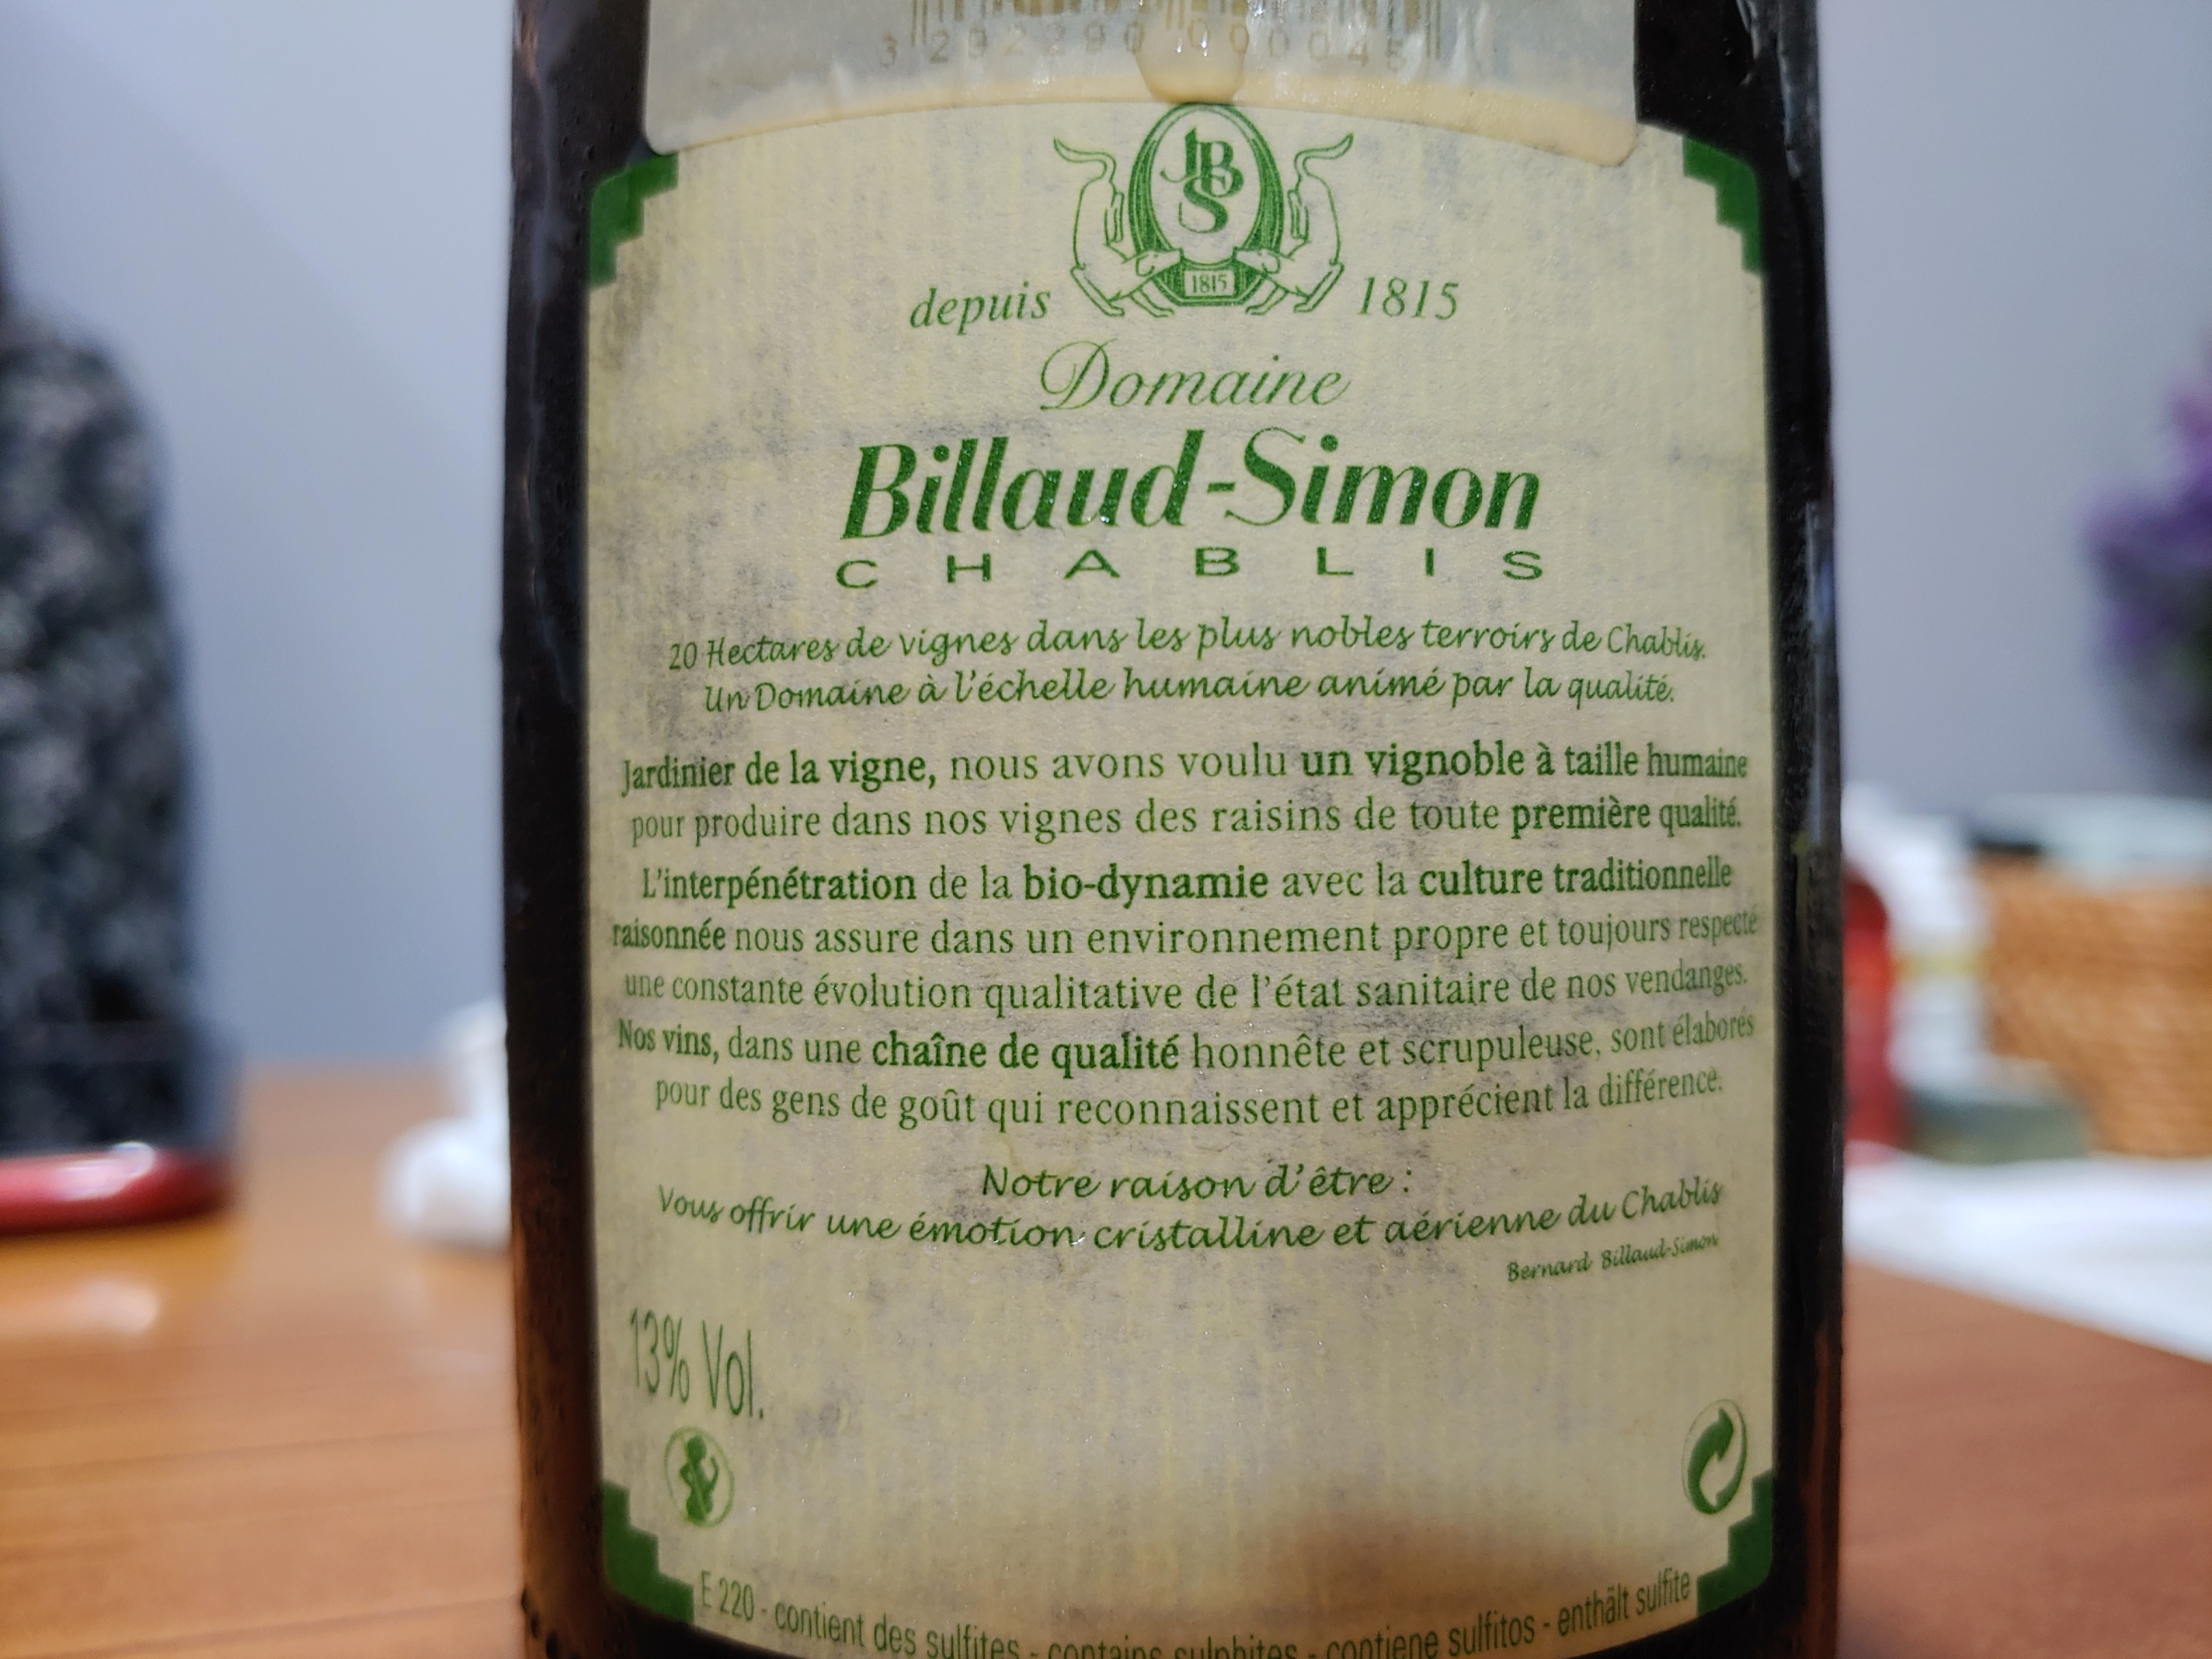 3 292290 000045
JBS
1815
depuis 1815
Domaine
Billaud-Simon
CHABLIS
20 Hectares de vignes dans les plus nobles terroirs de Chablis.
Un Domaine à l'échelle humaine animé par la qualité.
Jardinier de la vigne, nous avons voulu un vignoble à taille humaine
pour produire dans nos vignes des raisins de toute première qualité.
L'interpénétration de la bio-dynamie avec la culture traditionnelle
raisonnée nous assure dans un environnement propre et toujours respecté
une constante évolution qualitative de l'état sanitaire de nos vendanges.
Nos vins, dans une chaîne de qualité honnête et scrupuleuse, sont élaborés
pour des gens de goût qui reconnaissent et apprécient la différence.
Notre raison d'être :
Vous offrir une émotion cristalline et aérienne du Chablis
Bernard Billaud-Simon
13% Vol.
E 220 - contient des sulfites - contains sulphites - contiene sulfitos - enthält sulfite